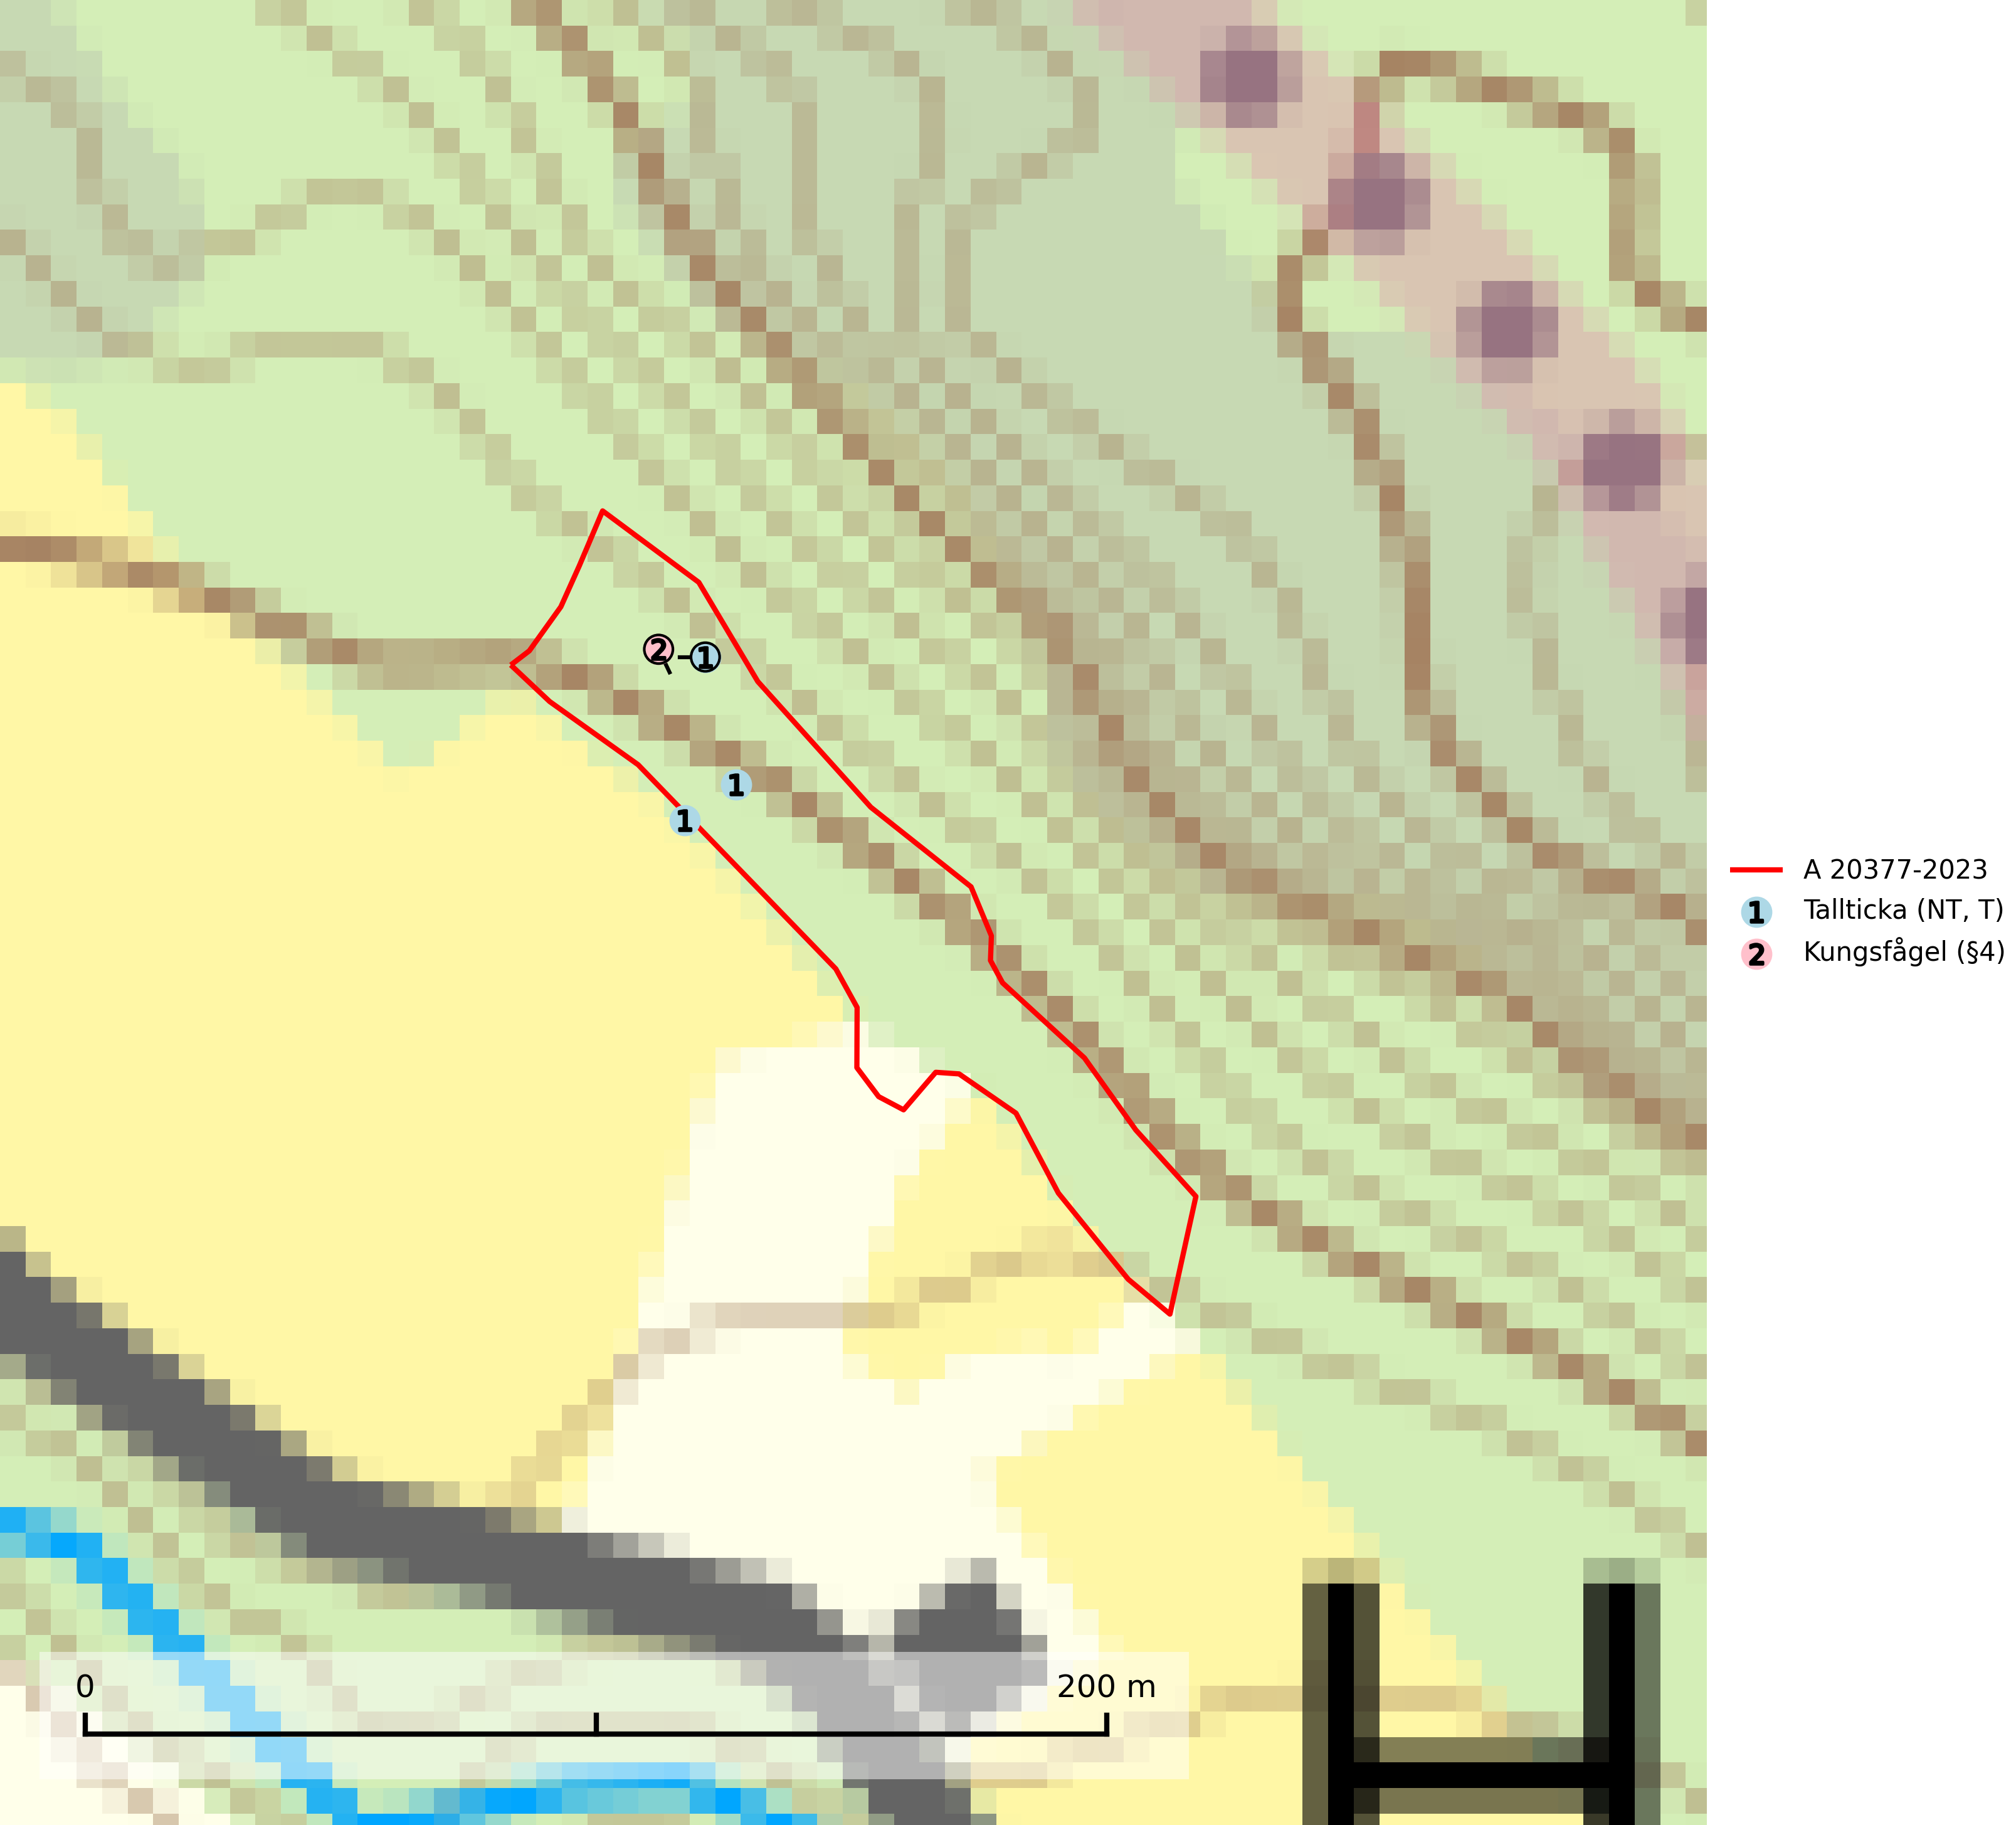 2 1
1
1
A 20377-2023
1 Tallticka (NT, T)
2 Kungsfågel (§4)
H
0 200 m